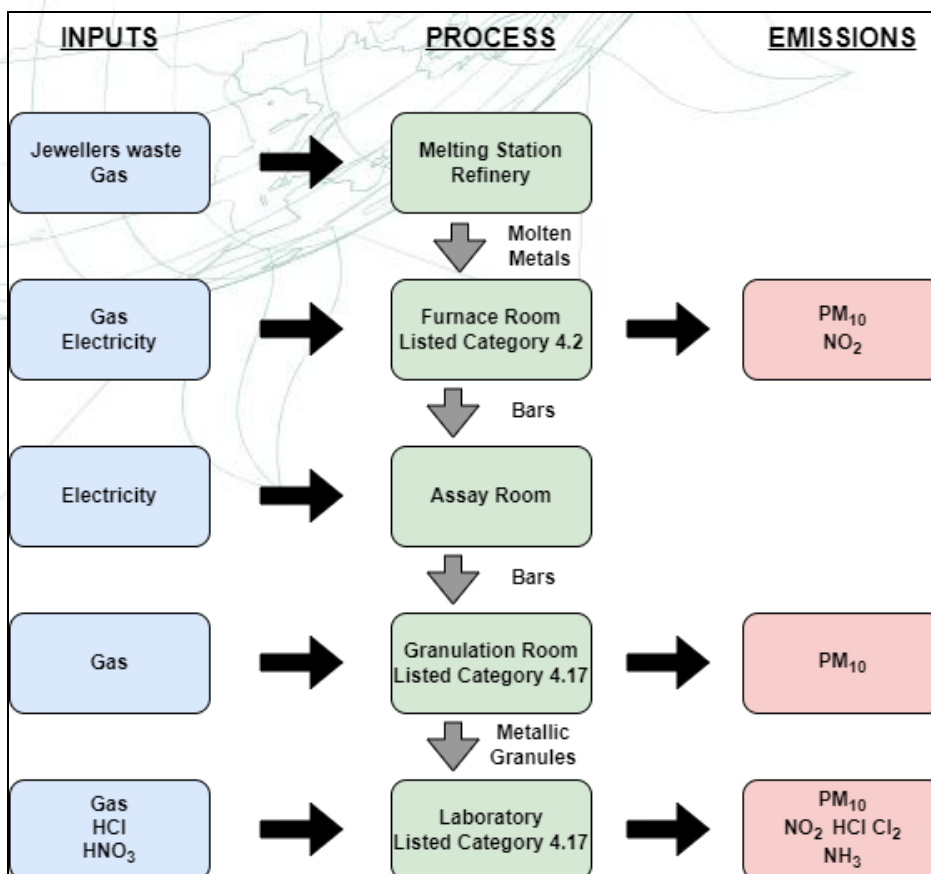 INPUTS PROCESS EMISSIONS
Jewellers waste
Gas
Melting Station
Refinery
Molten
Metals
Gas
Electricity
Furnace Room
Listed Category 4.2
PM₁₀
NO₂
Bars
Electricity
Assay Room
Bars
Gas
Granulation Room
Listed Category 4.17
PM₁₀
Metallic
Granules
Gas
HCl
HNO₃
Laboratory
Listed Category 4.17
PM₁₀
NO₂ HCl Cl₂
NH₃